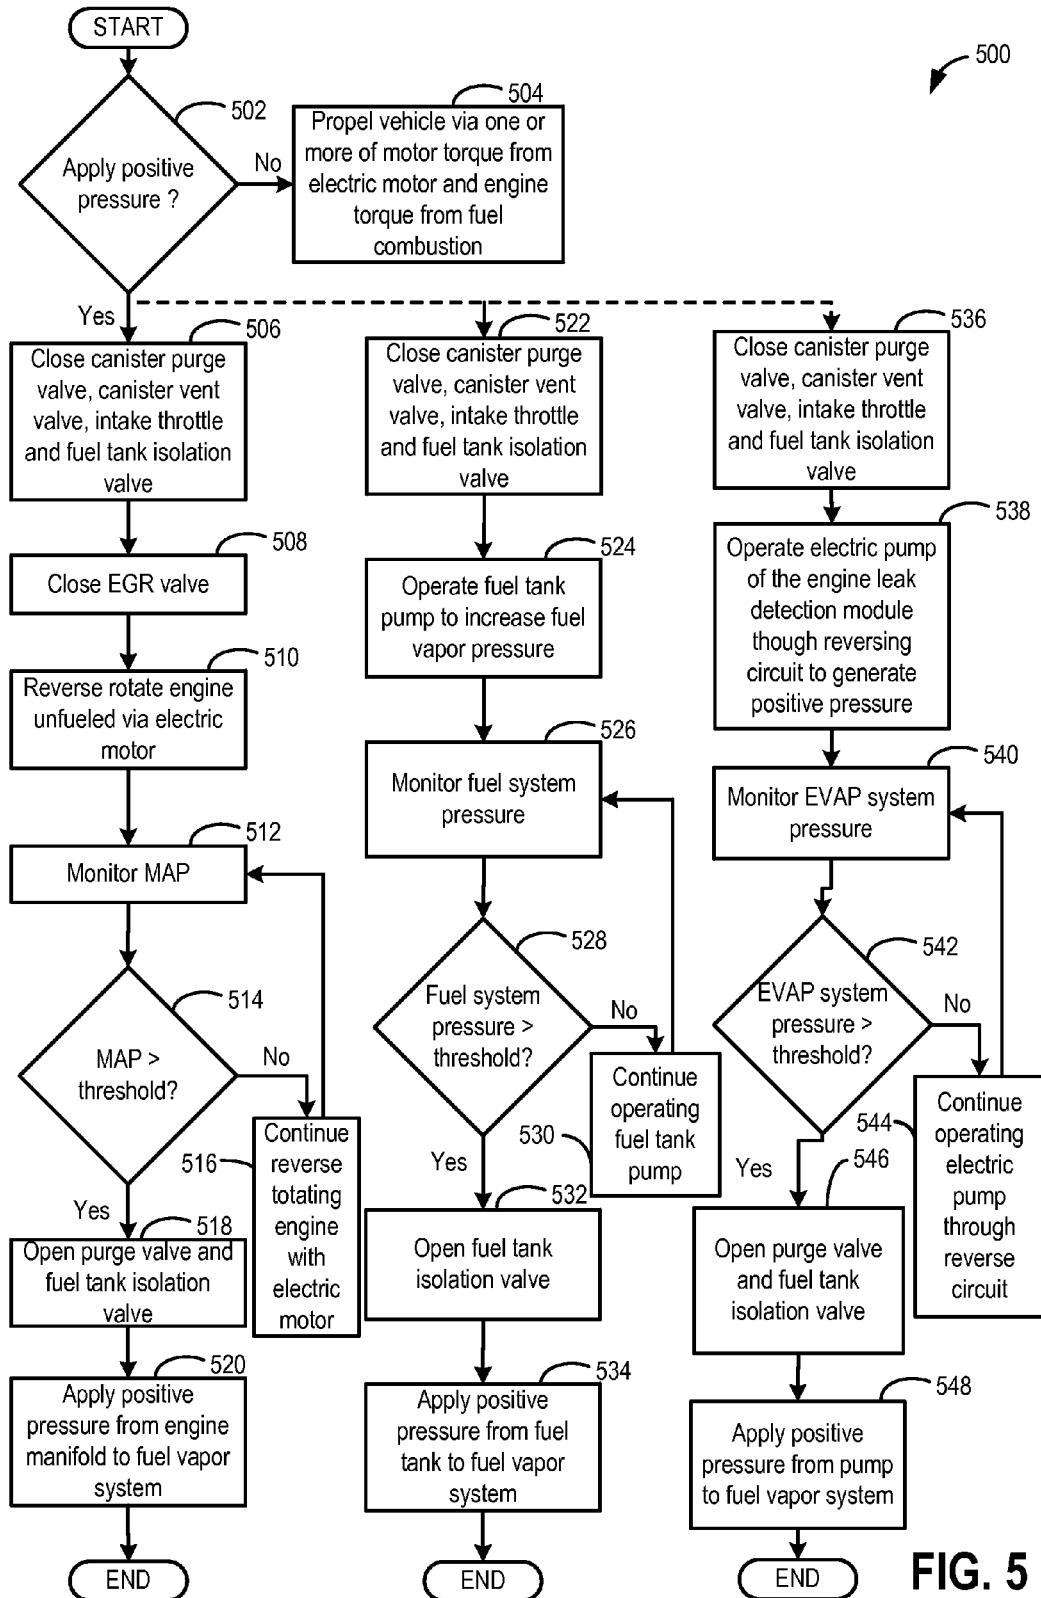 START
500
502
Apply positive
pressure ?
No
504
Propel vehicle via one or
more of motor torque from
electric motor and engine
torque from fuel
combustion
Yes
506
Close canister purge
valve, canister vent
valve, intake throttle
and fuel tank isolation
valve
508
Close EGR valve
510
Reverse rotate engine
unfueled via electric
motor
512
Monitor MAP
514
MAP >
threshold?
No
516
Continue
reverse
totating
engine
with
electric
motor
Yes
518
Open purge valve and
fuel tank isolation
valve
520
Apply positive
pressure from engine
manifold to fuel vapor
system
END
522
Close canister purge
valve, canister vent
valve, intake throttle
and fuel tank isolation
valve
524
Operate fuel tank
pump to increase fuel
vapor pressure
526
Monitor fuel system
pressure
528
Fuel system
pressure >
threshold?
No
530
Continue
operating
fuel tank
pump
Yes
532
Open fuel tank
isolation valve
534
Apply positive
pressure from fuel
tank to fuel vapor
system
END
536
Close canister purge
valve, canister vent
valve, intake throttle
and fuel tank isolation
valve
538
Operate electric pump
of the engine leak
detection module
though reversing
circuit to generate
positive pressure
540
Monitor EVAP system
pressure
542
EVAP system
pressure >
threshold?
No
544
Continue
operating
electric
pump
through
reverse
circuit
Yes
546
Open purge valve
and fuel tank
isolation valve
548
Apply positive
pressure from pump
to fuel vapor system
END
FIG. 5